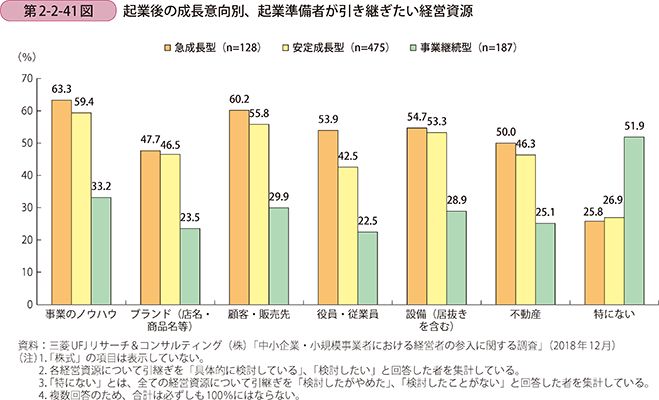 第2-2-41図 起業後の成長意向別、起業準備者が引き継ぎたい経営資源
急成長型（n=128） 安定成長型（n=475） 事業継続型（n=187）
（%）
70
60
50
40
30
20
10
0
63.3 59.4 33.2
47.7 46.5 23.5
60.2 55.8 29.9
53.9 42.5 22.5
54.7 53.3 28.9
50.0 46.3 25.1
25.8 26.9 51.9
事業のノウハウ ブランド（店名・ 顧客・販売先 役員・従業員 設備（居抜き 不動産 特にない
商品名等） を含む）
資料：三菱UFJリサーチ＆コンサルティング（株）「中小企業・小規模事業者における経営者の参入に関する調査」（2018年12月）
（注）1.「株式」の項目は表示していない。
2. 各経営資源について引継ぎを「具体的に検討している」、「検討したい」と回答した者を集計している。
3.「特にない」とは、全ての経営資源について引継ぎを「検討したがやめた」、「検討したことがない」と回答した者を集計している。
4. 複数回答のため、合計は必ずしも100％にはならない。